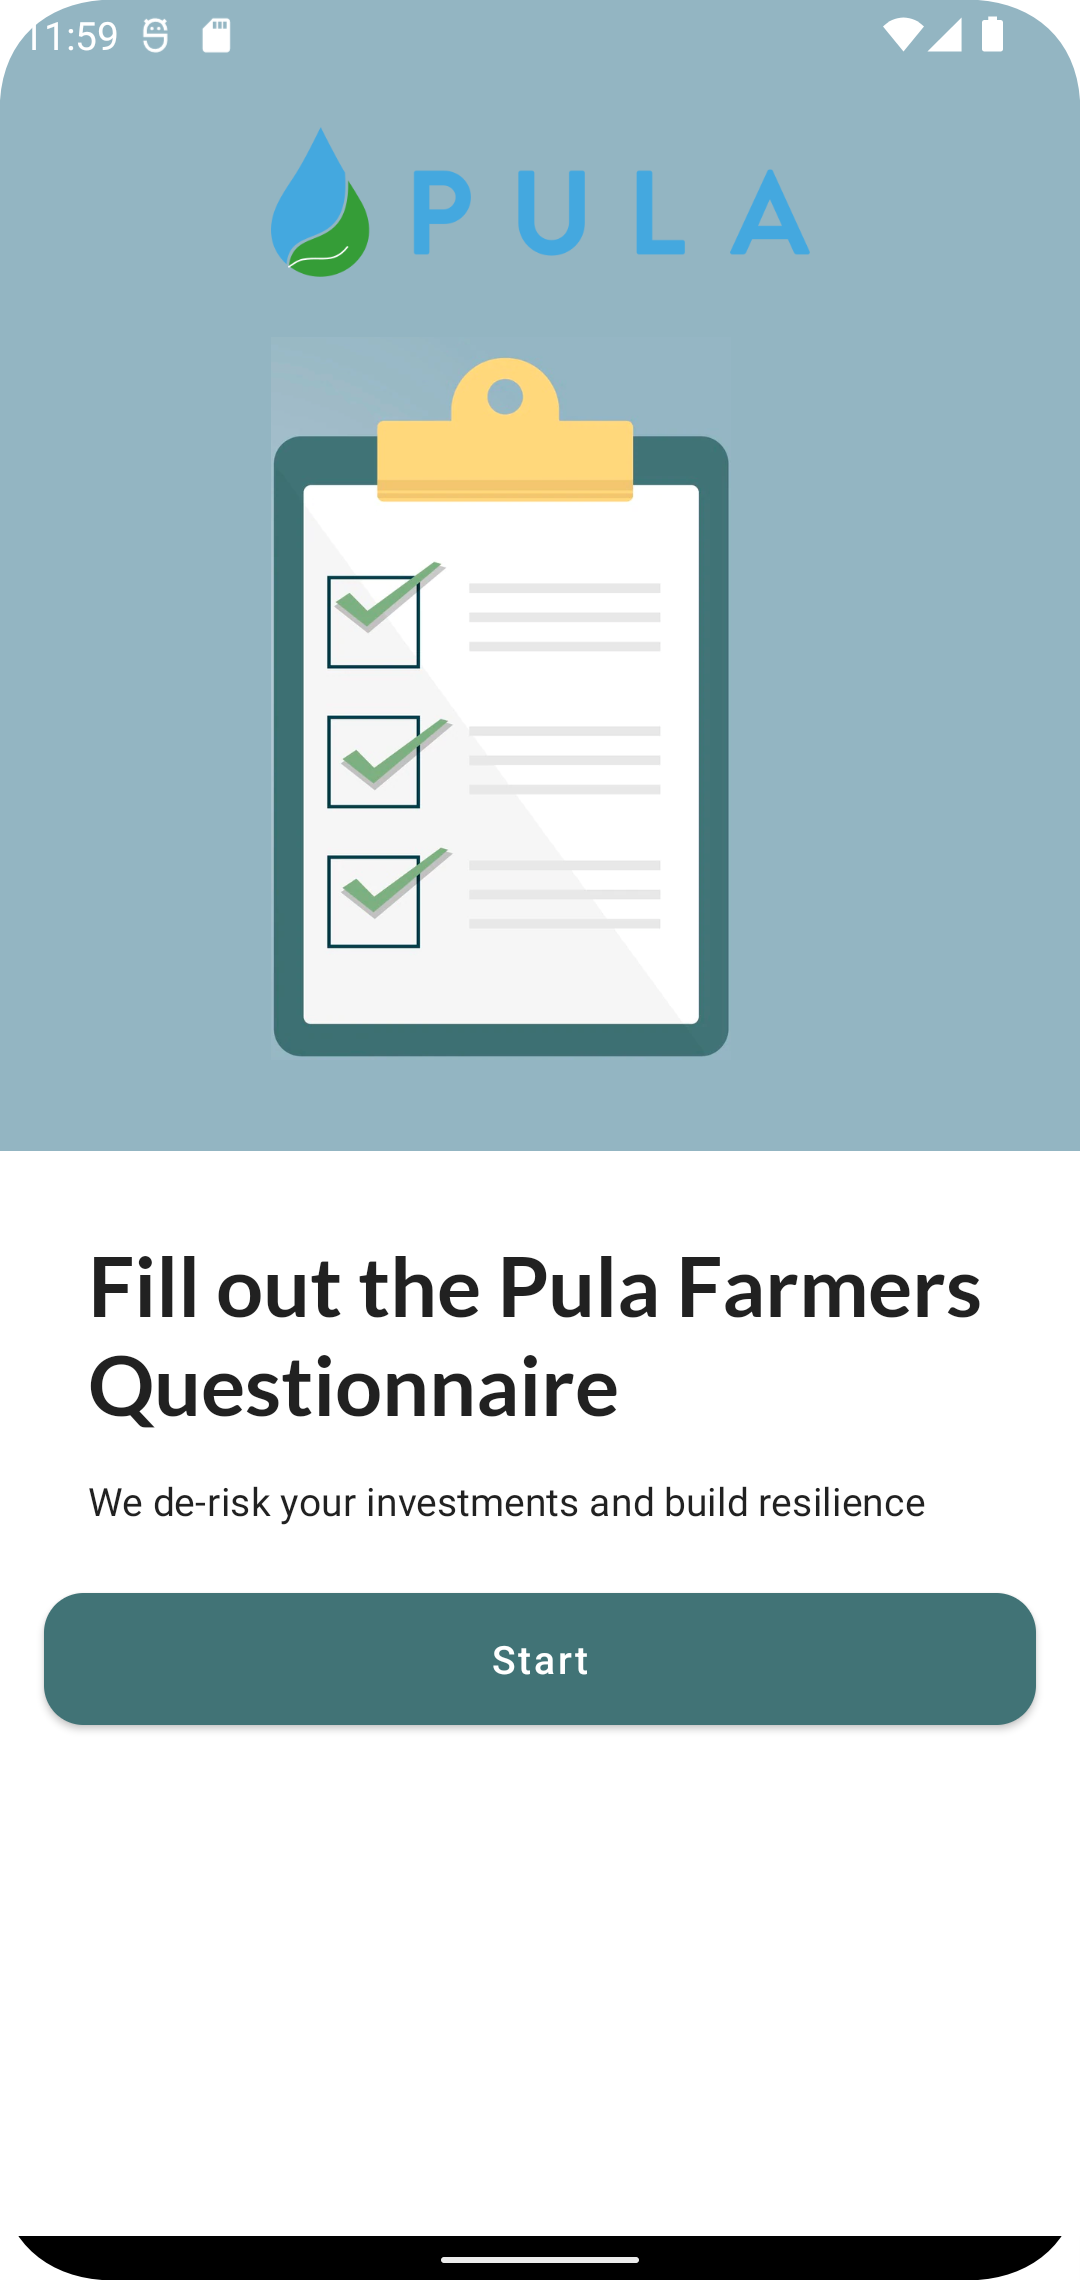 11:59
PULA
Fill out the Pula Farmers
Questionnaire
We de-risk your investments and build resilience
Start